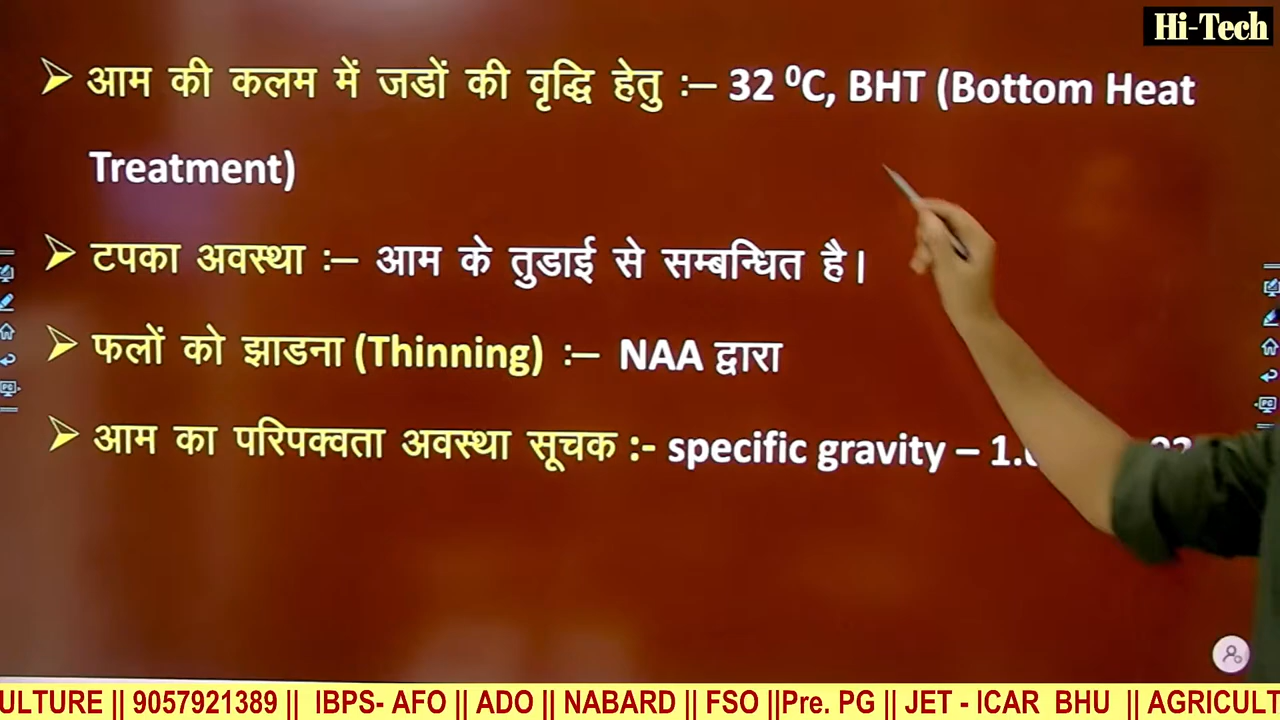 Hi-Tech
➢ आम की कलम में जडों की वृद्धि हेतु :– 32 ⁰C, BHT (Bottom Heat
Treatment)
➢ टपका अवस्था :– आम के तुडाई से सम्बन्धित है।
➢ फलों को झाडना (Thinning) :– NAA द्वारा
➢ आम का परिपक्वता अवस्था सूचक :- specific gravity –
ULTURE || 9057921389 || IBPS- AFO || ADO || NABARD || FSO ||Pre. PG || JET - ICAR BHU || AGRICULT